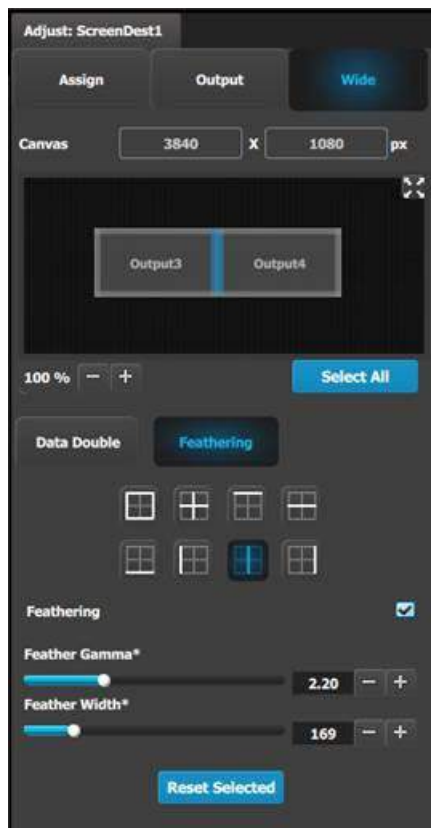 Adjust: ScreenDest1
Assign Output Wide
Canvas 3840 X 1080 px
Output3 Output4
100 % − + Select All
Data Double Feathering
Feathering
Feather Gamma*
2.20 − +
Feather Width*
169 − +
Reset Selected